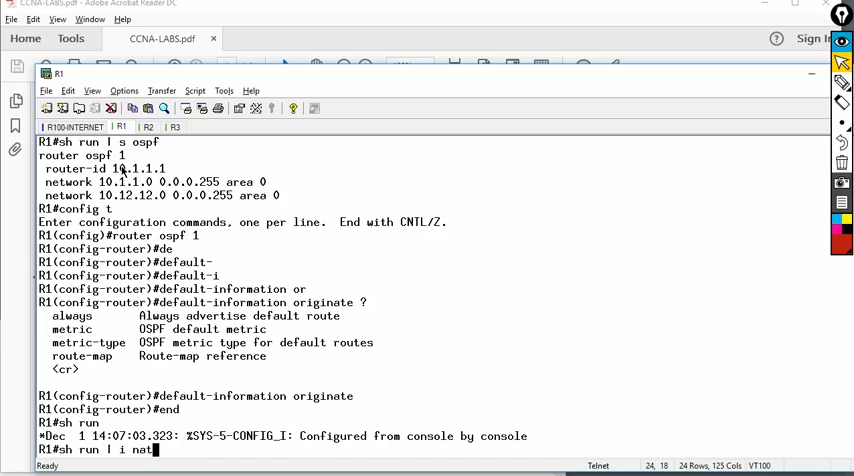 CCNA-LABS.pdf - Adobe Acrobat Reader DC
File Edit View Window Help
Home Tools CCNA-LABS.pdf × Sign In
R1
File Edit View Options Transfer Script Tools Help
R100-INTERNET R1 R2 R3
R1#sh run | s ospf
router ospf 1
router-id 10.1.1.1
network 10.1.1.0 0.0.0.255 area 0
network 10.12.12.0 0.0.0.255 area 0
R1#config t
Enter configuration commands, one per line. End with CNTL/Z.
R1(config)#router ospf 1
R1(config-router)#de
R1(config-router)#default-
R1(config-router)#default-i
R1(config-router)#default-information or
R1(config-router)#default-information originate ?
always Always advertise default route
metric OSPF default metric
metric-type OSPF metric type for default routes
route-map Route-map reference
<cr>
R1(config-router)#default-information originate
R1(config-router)#end
R1#sh run
*Dec 1 14:07:03.323: %SYS-5-CONFIG_I: Configured from console by console
R1#sh run | i nat
Ready Telnet 24, 18 24 Rows, 125 Cols VT100